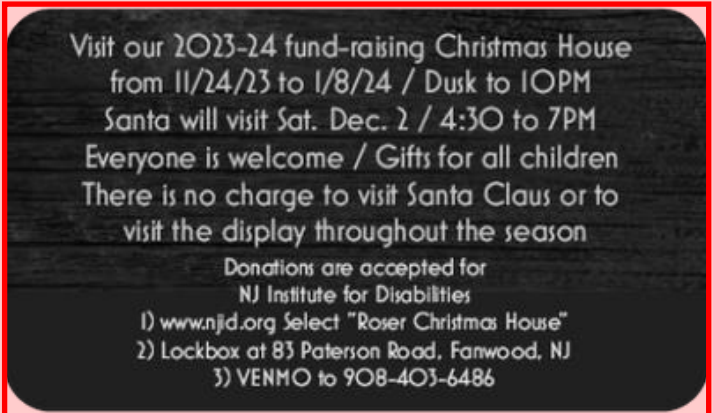 Visit our 2023-24 fund-raising Christmas House
from 11/24/23 to 1/8/24 / Dusk to 10PM
Santa will visit Sat. Dec. 2 / 4:30 to 7PM
Everyone is welcome / Gifts for all children
There is no charge to visit Santa Claus or to
visit the display throughout the season
Donations are accepted for
NJ Institute for Disabilities
1) www.njid.org Select "Roser Christmas House"
2) Lockbox at 83 Paterson Road, Fanwood, NJ
3) VENMO to 908-403-6486